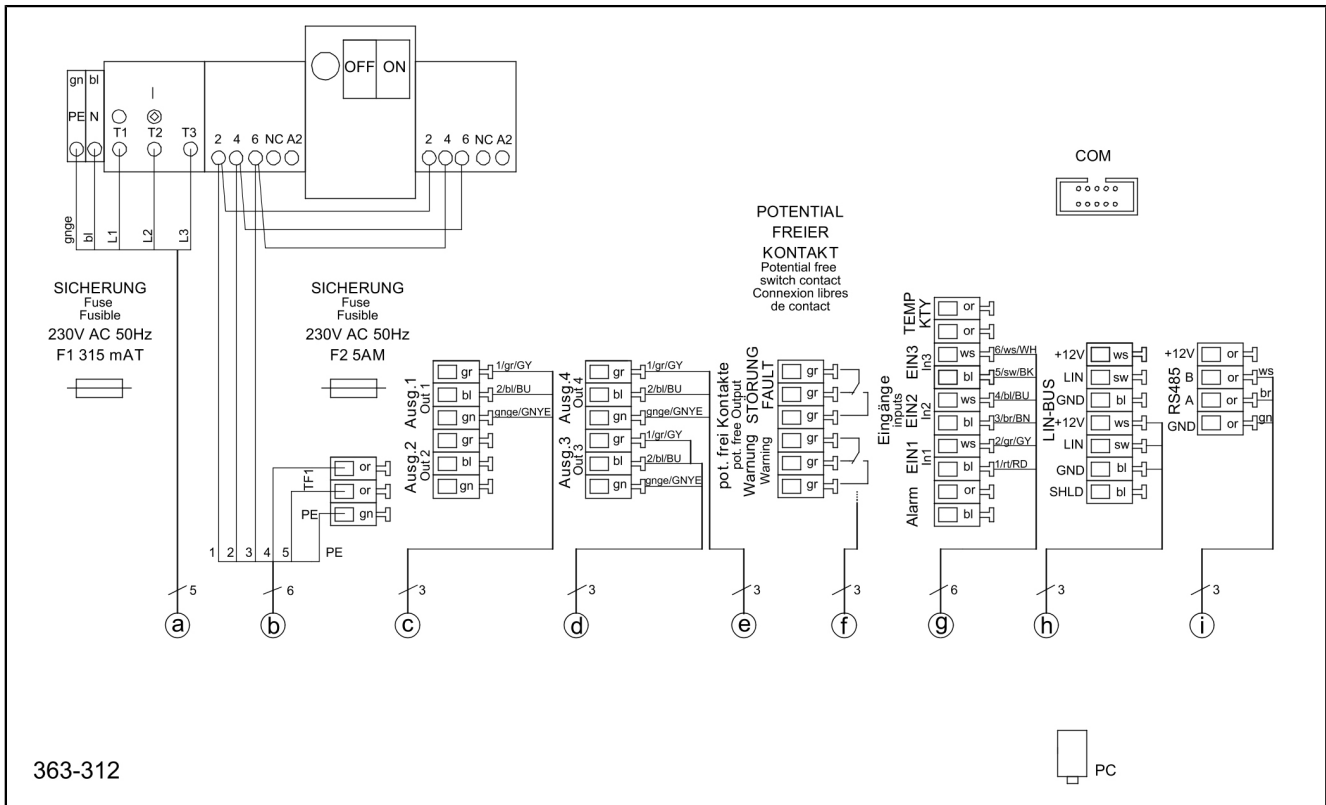 gn bl
PE N
T1 T2 T3
2 4 6 NC A2
OFF ON
2 4 6 NC A2
gnge
bl
L1
L2
L3
SICHERUNG
Fuse
Fusible
230V AC 50Hz
F1 315 mAT
SICHERUNG
Fuse
Fusible
230V AC 50Hz
F2 5AM
TF1
PE
or
or
gn
1 2 3 4 5 PE
Ausg.1
Out 1
Ausg.2
Out 2
gr 1/gr/GY
bl 2/bl/BU
gn gnge/GNYE
gr
bl
gn
Ausg.4
Out 4
Ausg.3
Out 3
gr 1/gr/GY
bl 2/bl/BU
gn gnge/GNYE
gr 1/gr/GY
bl 2/bl/BU
gn gnge/GNYE
POTENTIAL
FREIER
KONTAKT
Potential free
switch contact
Connexion libres
de contact
pot. frei Kontakte
pot. free Output
STÖRUNG
FAULT
Warnung
Warning
gr
gr
gr
gr
gr
gr
Eingänge
inputs
TEMP
KTY
EIN3
In3
EIN2
In2
EIN1
In1
Alarm
or
or
ws 6/ws/WH
bl 5/sw/BK
ws 4/bl/BU
bl 3/br/BN
ws 2/gr/GY
bl 1/rt/RD
or
bl
COM
LIN-BUS
+12V ws
LIN sw
GND bl
+12V ws
LIN sw
GND bl
SHLD bl
RS485
+12V or
B or ws
A or br
GND or gn
5
6
3
3
3
3
6
3
3
a
b
c
d
e
f
g
h
i
363-312
PC